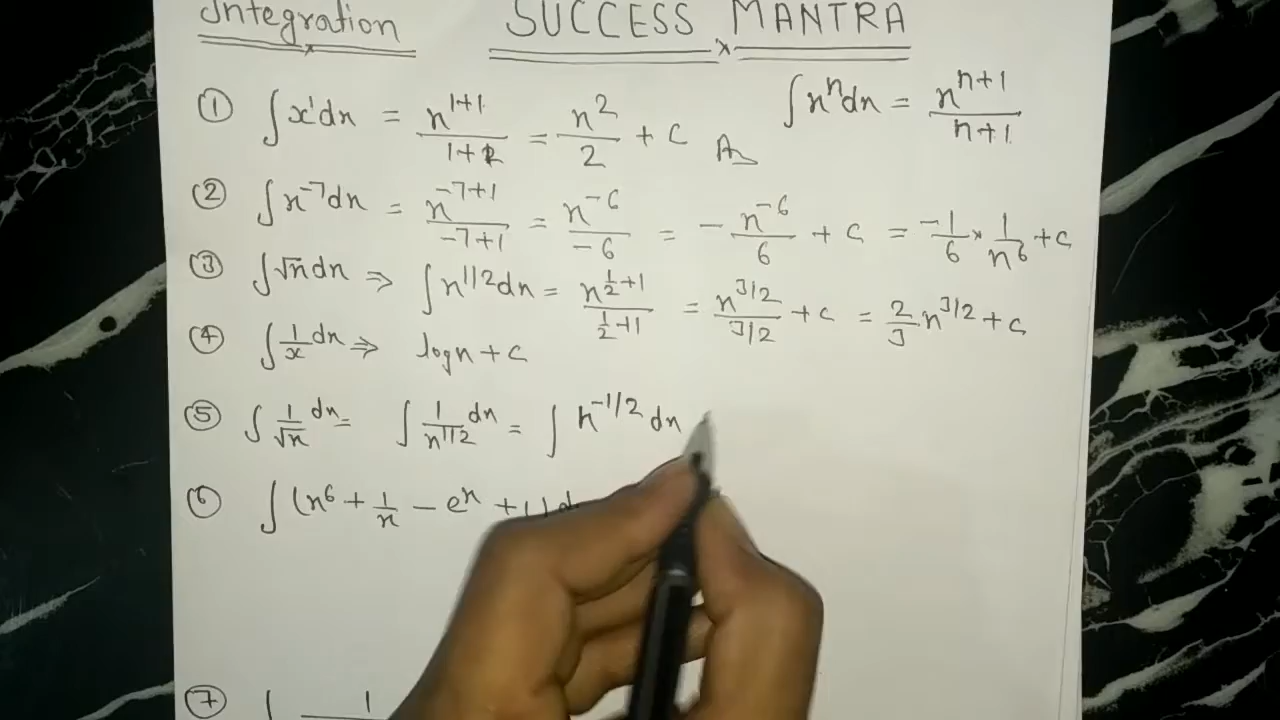 Integration SUCCESS MANTRA
∫xⁿdx = x^(n+1)/(n+1)
① ∫x¹dx = x^(1+1)/(1+1) = x²/2 + c Ans
② ∫x⁻⁷dx = x^(-7+1)/(-7+1) = x⁻⁶/-6 = - x⁻⁶/6 + c = -1/6 × 1/x⁶ + c
③ ∫√x dx ⇒ ∫x^(1/2)dx = x^(1/2+1)/(1/2+1) = x^(3/2)/(3/2) + c = 2/3 x^(3/2) + c
④ ∫1/x dx ⇒ logx + c
⑤ ∫1/√x dx = ∫1/x^(1/2) dx = ∫x^(-1/2) dx
⑥ ∫(x⁶ + 1/x - eˣ +
⑦ ∫ 1